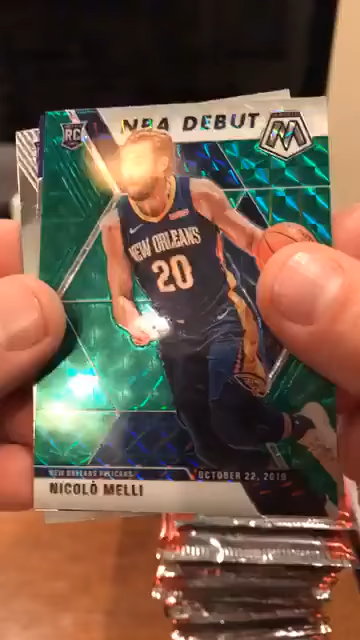 RC
NBA DEBUT
M
NEW ORLEANS
20
NEW ORLEANS PELICANS
OCTOBER 22, 2019
NICOLÒ MELLI